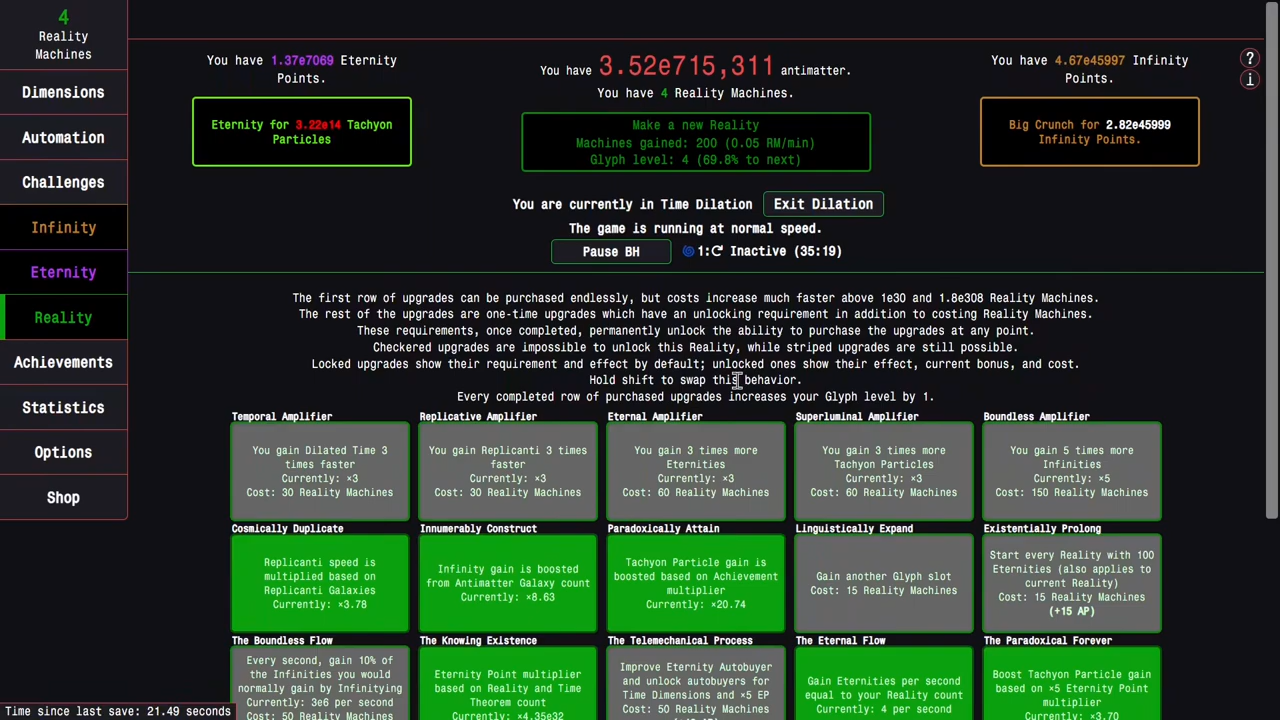 4
Reality
Machines
Dimensions
Automation
Challenges
Infinity
Eternity
Reality
Achievements
Statistics
Options
Shop
You have 1.37e7069 Eternity
Points.
Eternity for 3.22e14 Tachyon
Particles
You have 3.52e715,311 antimatter.
You have 4 Reality Machines.
Make a new Reality
Machines gained: 200 (0.05 RM/min)
Glyph level: 4 (69.8% to next)
You have 4.67e45997 Infinity
Points.
Big Crunch for 2.82e45999
Infinity Points.
?
i
You are currently in Time Dilation Exit Dilation
The game is running at normal speed.
Pause BH 🌀1:⟳ Inactive (35:19)
The first row of upgrades can be purchased endlessly, but costs increase much faster above 1e30 and 1.8e308 Reality Machines.
The rest of the upgrades are one-time upgrades which have an unlocking requirement in addition to costing Reality Machines.
These requirements, once completed, permanently unlock the ability to purchase the upgrades at any point.
Checkered upgrades are impossible to unlock this Reality, while striped upgrades are still possible.
Locked upgrades show their requirement and effect by default; unlocked ones show their effect, current bonus, and cost.
Hold shift to swap this behavior.
Every completed row of purchased upgrades increases your Glyph level by 1.
Temporal Amplifier
You gain Dilated Time 3
times faster
Currently: ×3
Cost: 30 Reality Machines
Replicative Amplifier
You gain Replicanti 3 times
faster
Currently: ×3
Cost: 30 Reality Machines
Eternal Amplifier
You gain 3 times more
Eternities
Currently: ×3
Cost: 60 Reality Machines
Superluminal Amplifier
You gain 3 times more
Tachyon Particles
Currently: ×3
Cost: 60 Reality Machines
Boundless Amplifier
You gain 5 times more
Infinities
Currently: ×5
Cost: 150 Reality Machines
Cosmically Duplicate
Replicanti speed is
multiplied based on
Replicanti Galaxies
Currently: ×3.78
Innumerably Construct
Infinity gain is boosted
from Antimatter Galaxy count
Currently: ×8.63
Paradoxically Attain
Tachyon Particle gain is
boosted based on Achievement
multiplier
Currently: ×20.74
Linguistically Expand
Gain another Glyph slot
Cost: 15 Reality Machines
Existentially Prolong
Start every Reality with 100
Eternities (also applies to
current Reality)
Cost: 15 Reality Machines
(+15 AP)
The Boundless Flow
Every second, gain 10% of
the Infinities you would
normally gain by Infinitying
Currently: 3e6 per second
Cost: 50 Reality Machines
The Knowing Existence
Eternity Point multiplier
based on Reality and Time
Theorem count
Currently: ×4.35e32
The Telemechanical Process
Improve Eternity Autobuyer
and unlock autobuyers for
Time Dimensions and ×5 EP
Cost: 50 Reality Machines
The Eternal Flow
Gain Eternities per second
equal to your Reality count
Currently: 4 per second
The Paradoxical Forever
Boost Tachyon Particle gain
based on ×5 Eternity Point
multiplier
Currently: ×3.70
Time since last save: 21.49 seconds